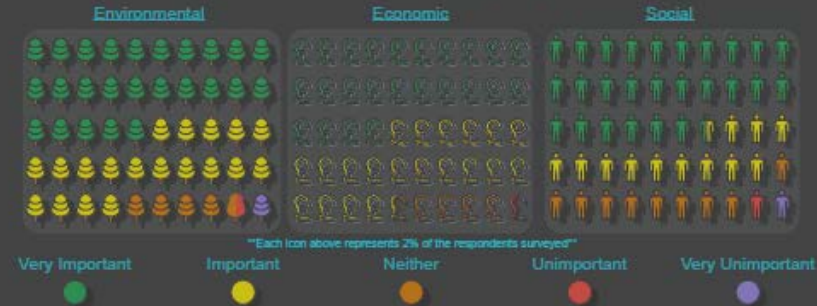 Environmental Economic Social
**Each icon above represents 2% of the respondents surveyed**
Very Important Important Neither Unimportant Very Unimportant